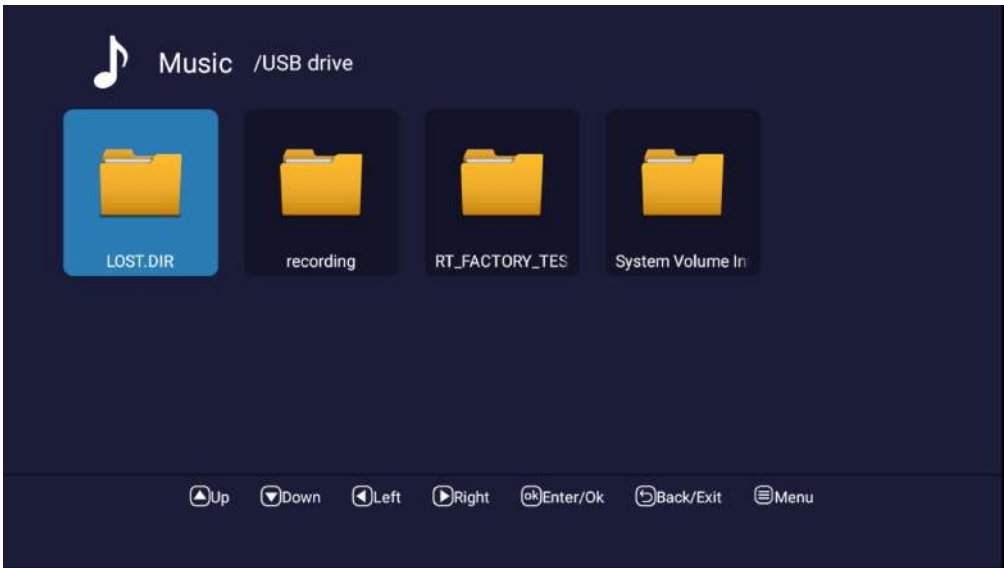 Music /USB drive
LOST.DIR recording RT_FACTORY_TES System Volume In
Up Down Left Right ok Enter/Ok Back/Exit Menu